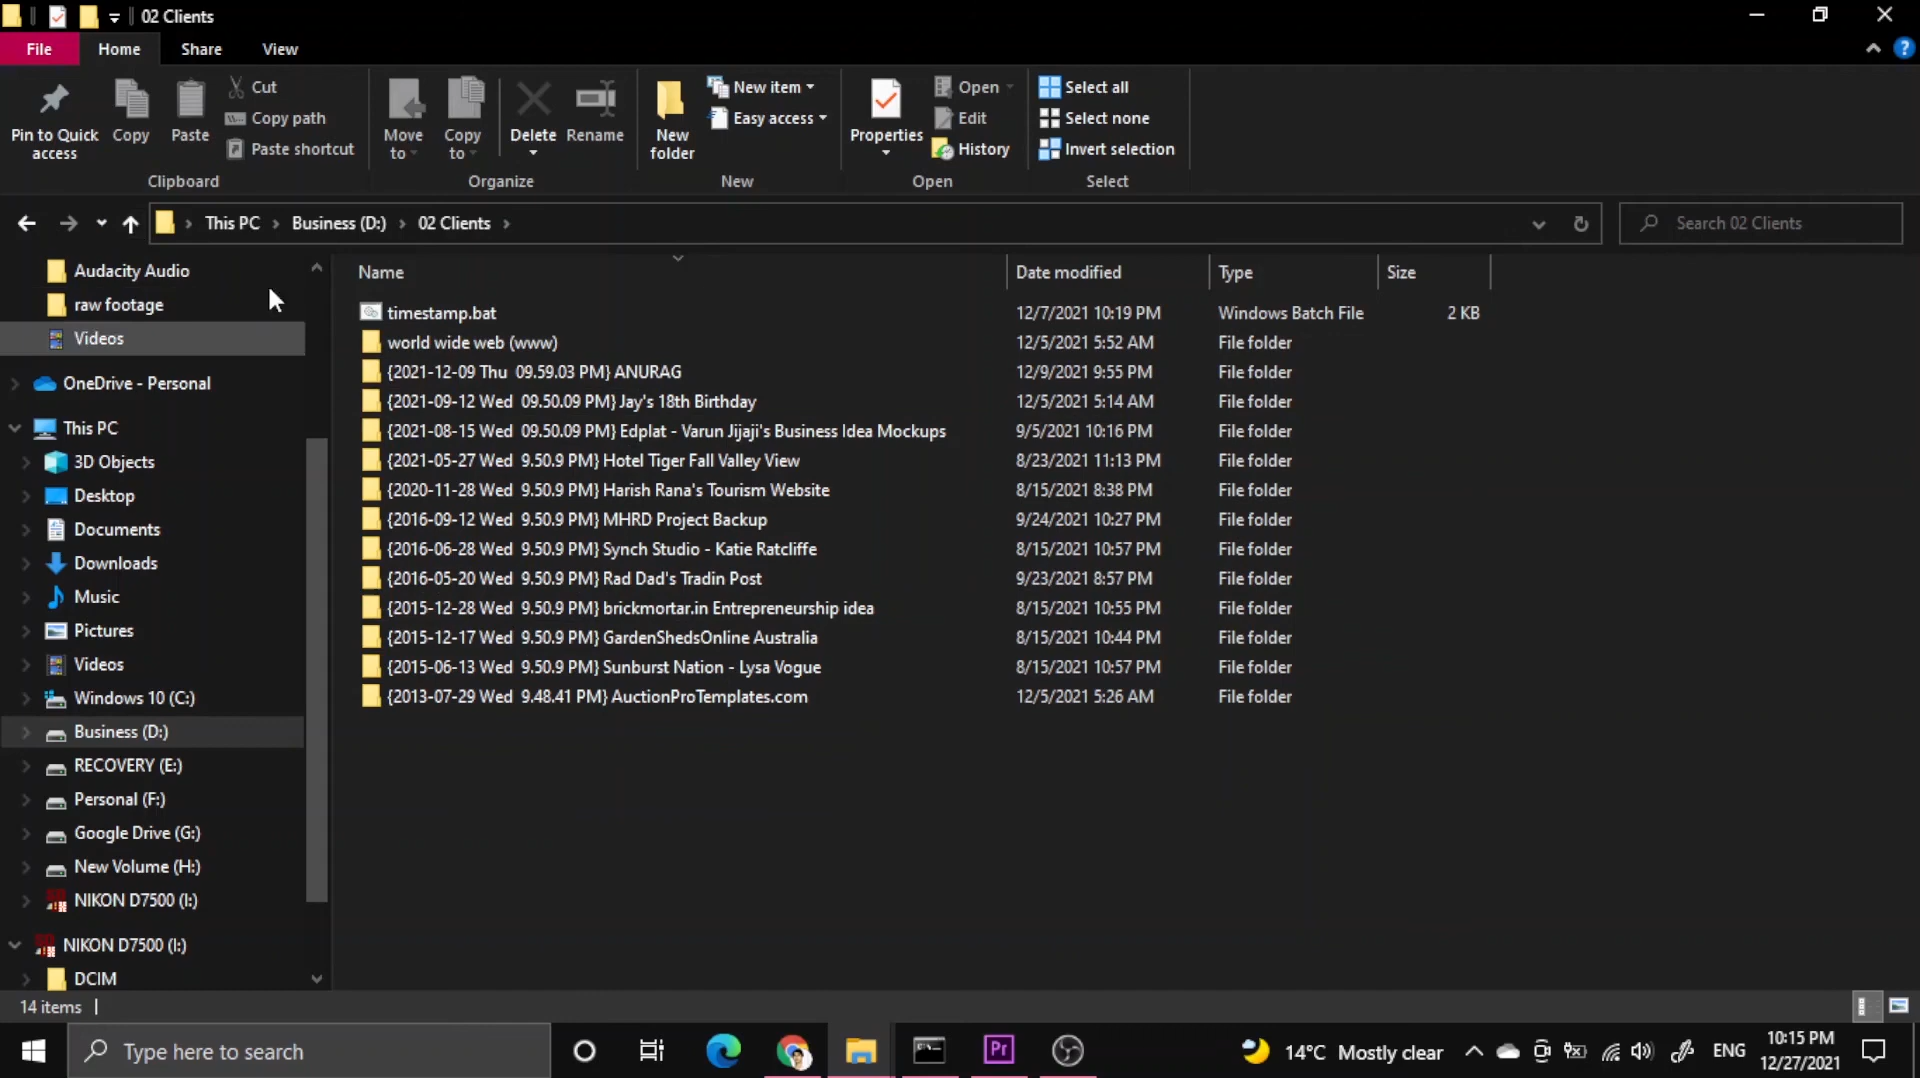 02 Clients
File Home Share View
Pin to Quick access
Copy
Paste
Cut
Copy path
Paste shortcut
Clipboard
Move to
Copy to
Delete
Rename
Organize
New folder
New item
Easy access
New
Properties
Open
Edit
History
Open
Select all
Select none
Invert selection
Select
This PC Business (D:) 02 Clients
Search 02 Clients
Audacity Audio
raw footage
Videos
OneDrive - Personal
This PC
3D Objects
Desktop
Documents
Downloads
Music
Pictures
Videos
Windows 10 (C:)
Business (D:)
RECOVERY (E:)
Personal (F:)
Google Drive (G:)
New Volume (H:)
NIKON D7500 (I:)
NIKON D7500 (I:)
DCIM
Name Date modified Type Size
timestamp.bat 12/7/2021 10:19 PM Windows Batch File 2 KB
world wide web (www) 12/5/2021 5:52 AM File folder
{2021-12-09 Thu  09.59.03 PM} ANURAG 12/9/2021 9:55 PM File folder
{2021-09-12 Wed  09.50.09 PM} Jay's 18th Birthday 12/5/2021 5:14 AM File folder
{2021-08-15 Wed  09.50.09 PM} Edplat - Varun Jijaji's Business Idea Mockups 9/5/2021 10:16 PM File folder
{2021-05-27 Wed  9.50.9 PM} Hotel Tiger Fall Valley View 8/23/2021 11:13 PM File folder
{2020-11-28 Wed  9.50.9 PM} Harish Rana's Tourism Website 8/15/2021 8:38 PM File folder
{2016-09-12 Wed  9.50.9 PM} MHRD Project Backup 9/24/2021 10:27 PM File folder
{2016-06-28 Wed  9.50.9 PM} Synch Studio - Katie Ratcliffe 8/15/2021 10:57 PM File folder
{2016-05-20 Wed  9.50.9 PM} Rad Dad's Tradin Post 9/23/2021 8:57 PM File folder
{2015-12-28 Wed  9.50.9 PM} brickmortar.in Entrepreneurship idea 8/15/2021 10:55 PM File folder
{2015-12-17 Wed  9.50.9 PM} GardenShedsOnline Australia 8/15/2021 10:44 PM File folder
{2015-06-13 Wed  9.50.9 PM} Sunburst Nation - Lysa Vogue 8/15/2021 10:57 PM File folder
{2013-07-29 Wed  9.48.41 PM} AuctionProTemplates.com 12/5/2021 5:26 AM File folder
14 items
Type here to search
Pr
14°C Mostly clear
ENG
10:15 PM
12/27/2021